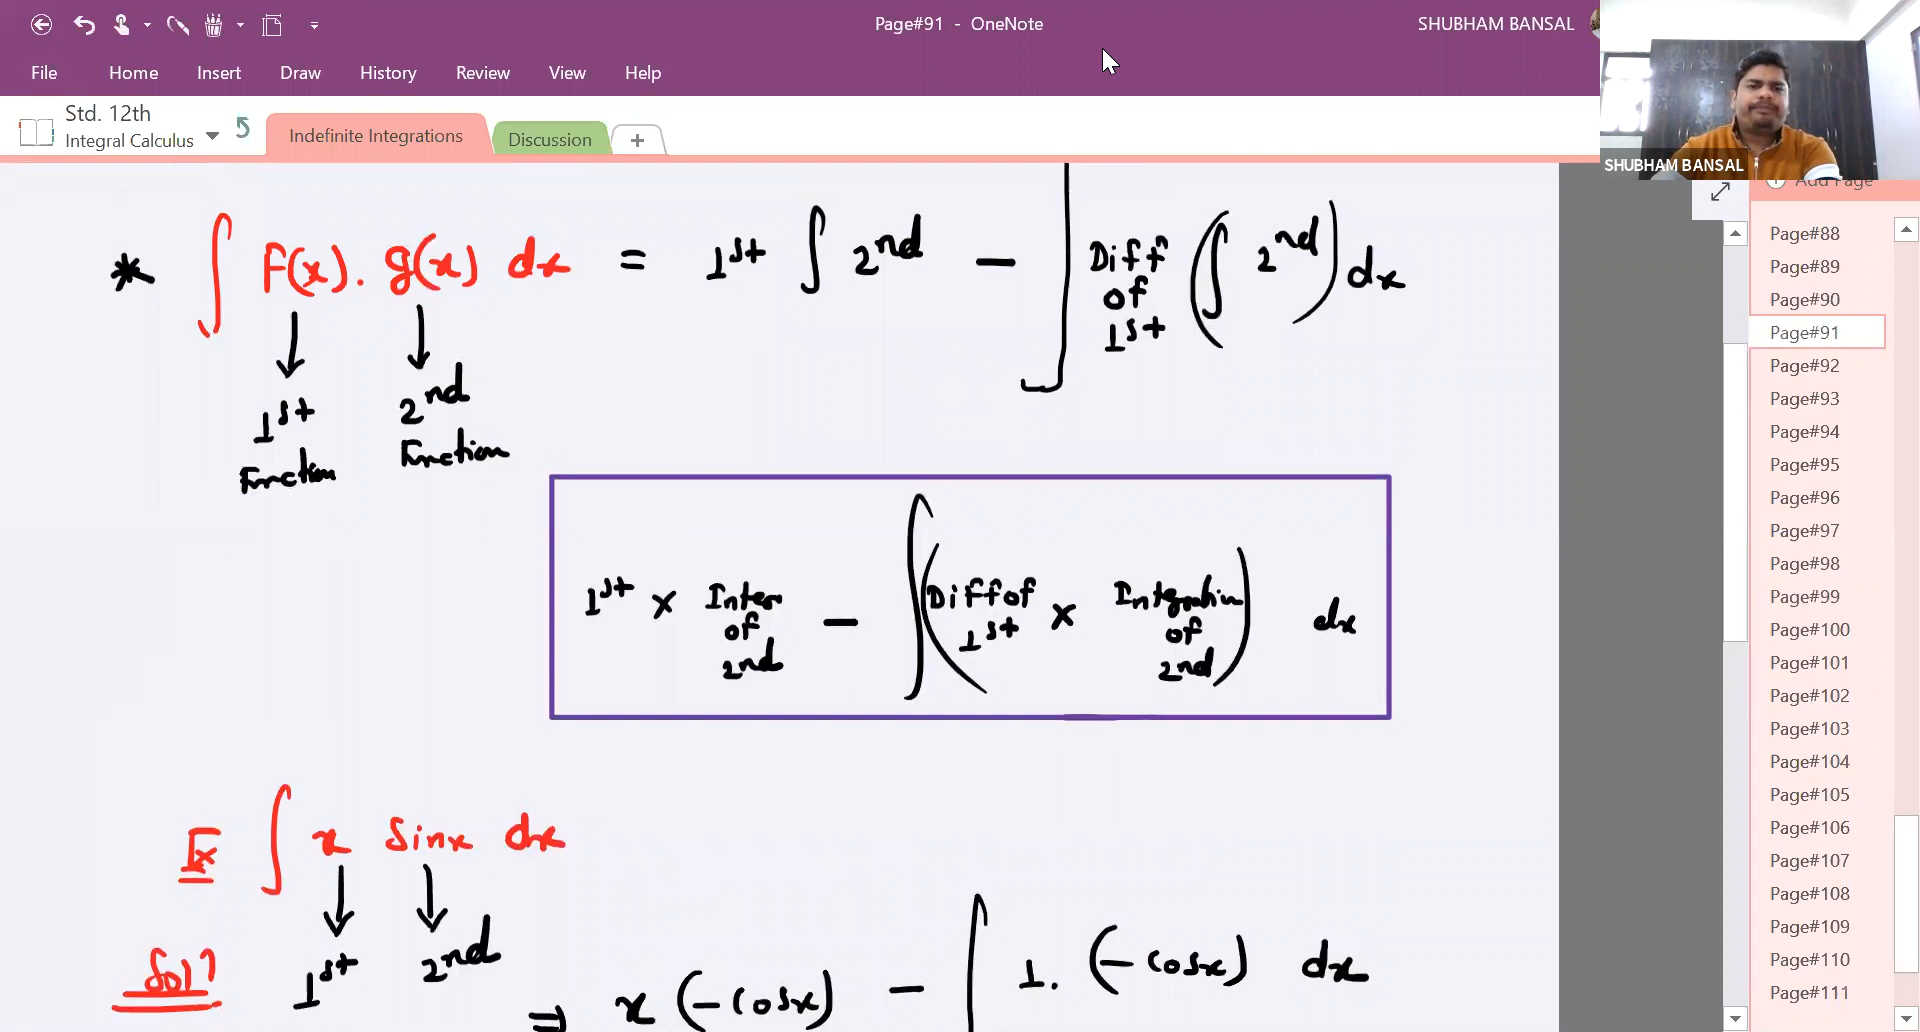 Page#91 - OneNote
SHUBHAM BANSAL
File Home Insert Draw History Review View Help
Std. 12th
Integral Calculus
Indefinite Integrations
Discussion
SHUBHAM BANSAL
Add Page
Page#88
Page#89
Page#90
Page#91
Page#92
Page#93
Page#94
Page#95
Page#96
Page#97
Page#98
Page#99
Page#100
Page#101
Page#102
Page#103
Page#104
Page#105
Page#106
Page#107
Page#108
Page#109
Page#110
Page#111
* ∫ F(x). g(x) dx = 1st ∫ 2nd - ∫ Diff of 1st (∫ 2nd) dx
1st Function
2nd Function
1st × Inter of 2nd - ∫ (Diff of 1st × Integration of 2nd) dx
Ex ∫ x sinx dx
1st 2nd
Sol?
⇒ x (-cosx) - ∫ 1. (-cosx) dx